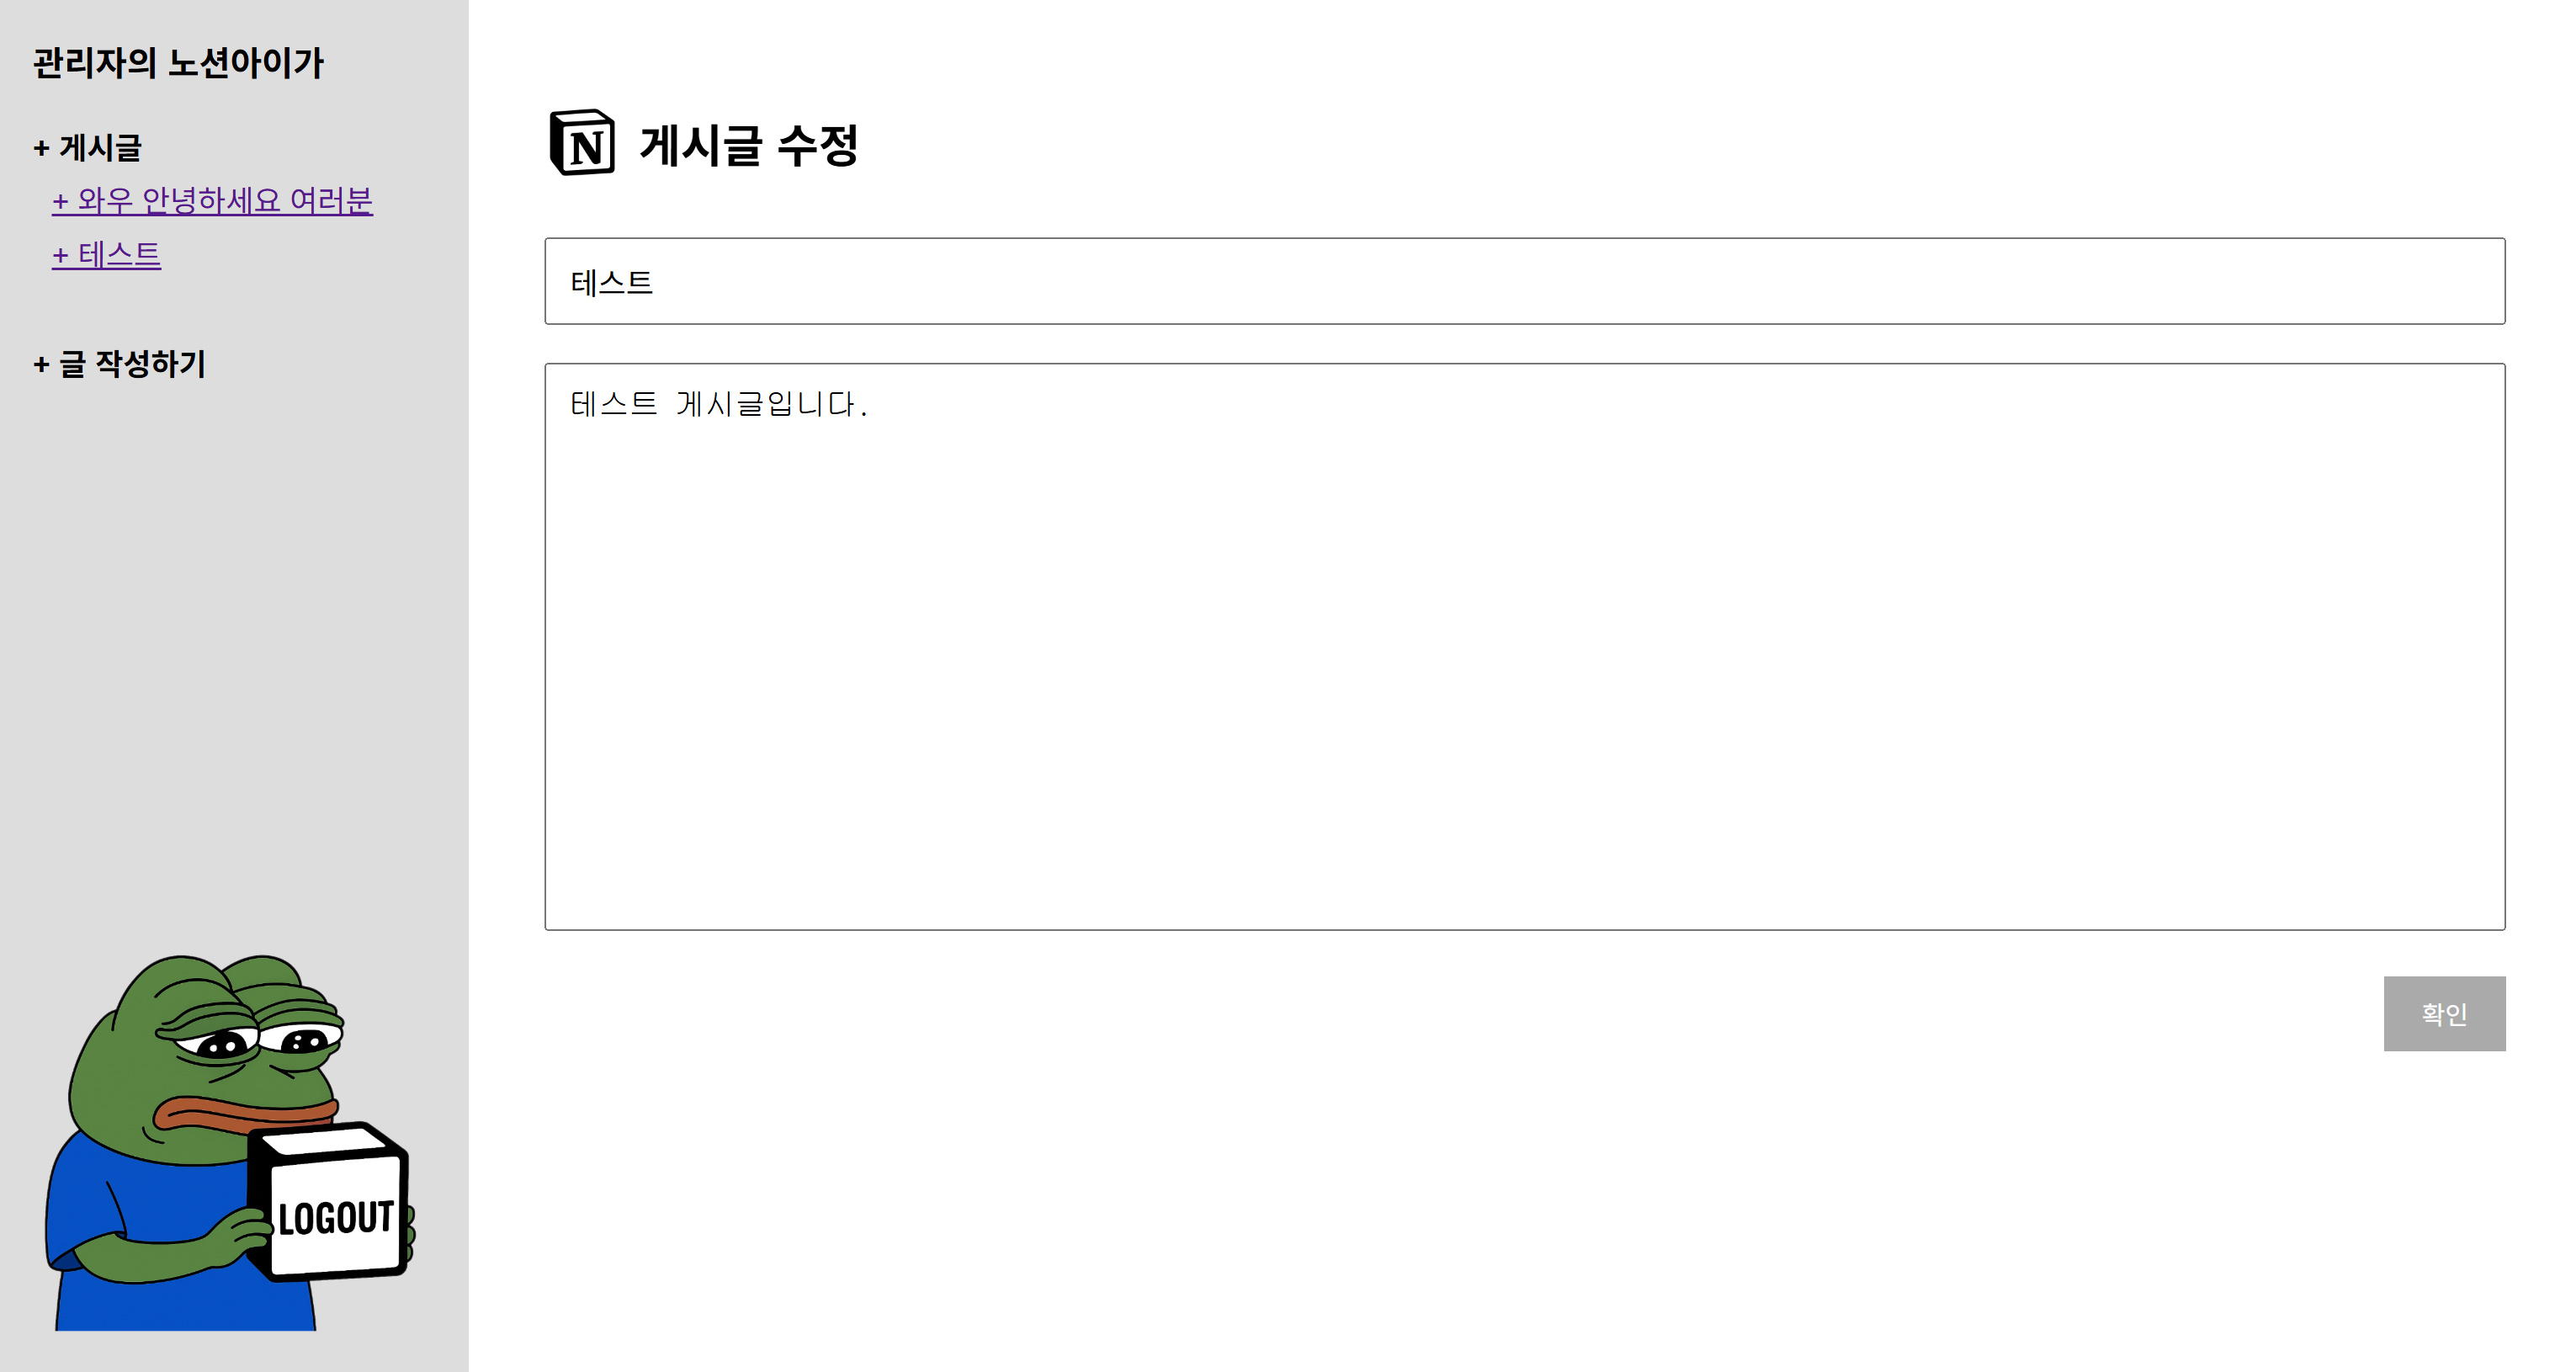 관리자의 노션아이가
+ 게시글
+ 와우 안녕하세요 여러분
+ 테스트
+ 글 작성하기
LOGOUT
N 게시글 수정
테스트
테스트 게시글입니다.
확인